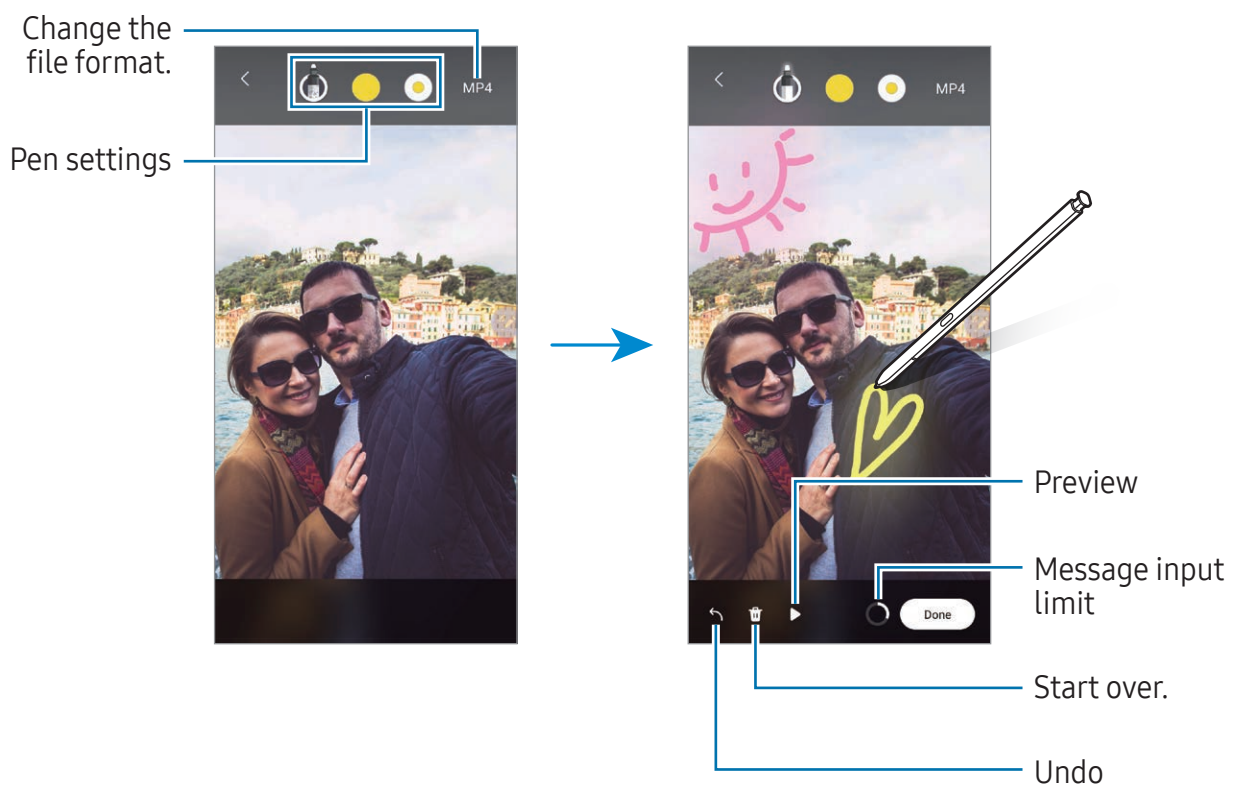 Change the
file format.
MP4
Pen settings
MP4
Preview
Message input
limit
Done
Start over.
Undo